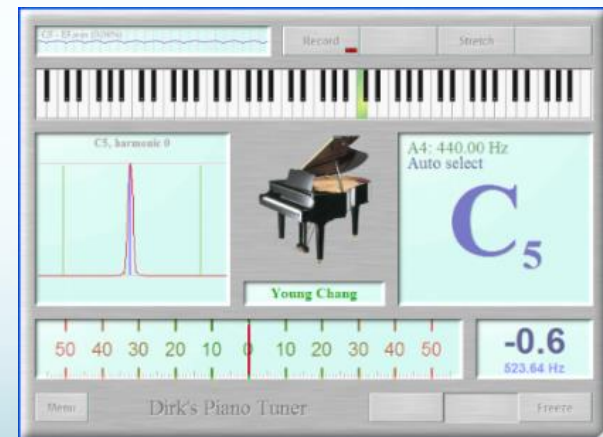 Record
Stretch
C5, harmonic 0
A4: 440.00 Hz
Auto select
C5
Young Chang
50 40 30 20 10 0 10 20 30 40 50
-0.6
523.64 Hz
Menu
Dirk's Piano Tuner
Freeze